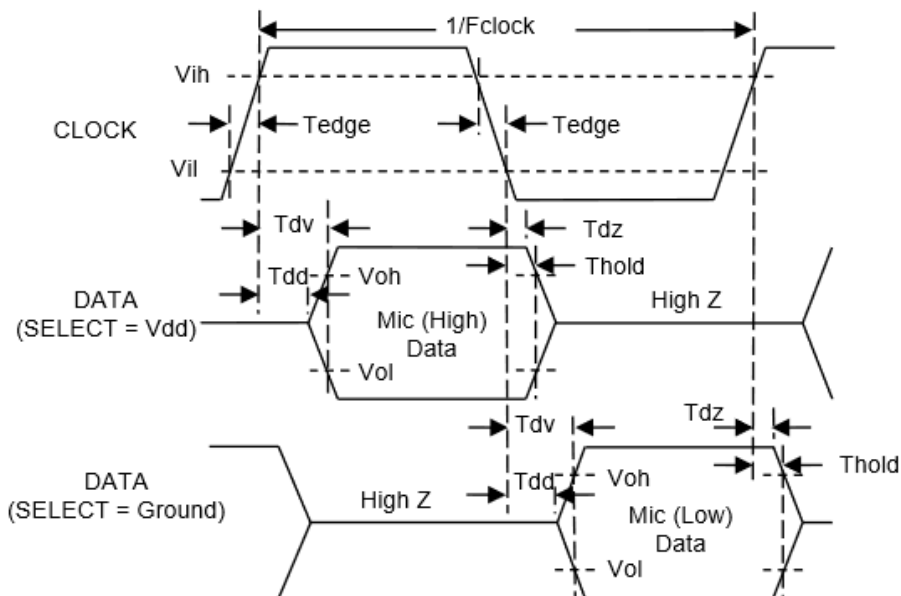 1/Fclock
Vih
CLOCK
Tedge
Tedge
Vil
Tdv
Tdz
Tdd
Voh
Thold
DATA
(SELECT = Vdd)
Mic (High)
Data
High Z
Vol
Tdv
Tdz
Tdd
Voh
Thold
DATA
(SELECT = Ground)
High Z
Mic (Low)
Data
Vol